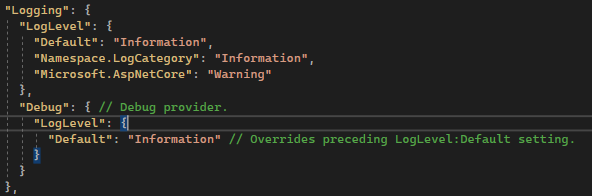 "Logging": {
"LogLevel": {
"Default": "Information",
"Namespace.LogCategory": "Information",
"Microsoft.AspNetCore": "Warning"
},
"Debug": { // Debug provider.
"LogLevel": {
"Default": "Information" // Overrides preceding LogLevel:Default setting.
}
}
},